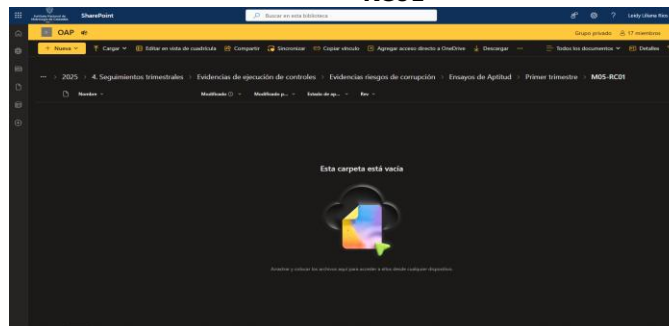 SharePoint
Buscar en esta biblioteca
Leidy Liliana Rios
OAP
Grupo privado 17 miembros
+ Nuevo Cargar Editar en vista de cuadrícula Compartir Sincronizar Copiar vínculo Agregar acceso directo a OneDrive Descargar ... Todos los documentos Detalles
... > 2025 > 4. Seguimientos trimestrales > Evidencias de ejecución de controles > Evidencias riesgos de corrupción > Ensayos de Aptitud > Primer trimestre > M05-RC01
Nombre Modificado Modificado p... Estado de ap... Rev
Esta carpeta está vacía
Arrastrar y colocar los archivos aquí para acceder a ellos desde cualquier dispositivo.